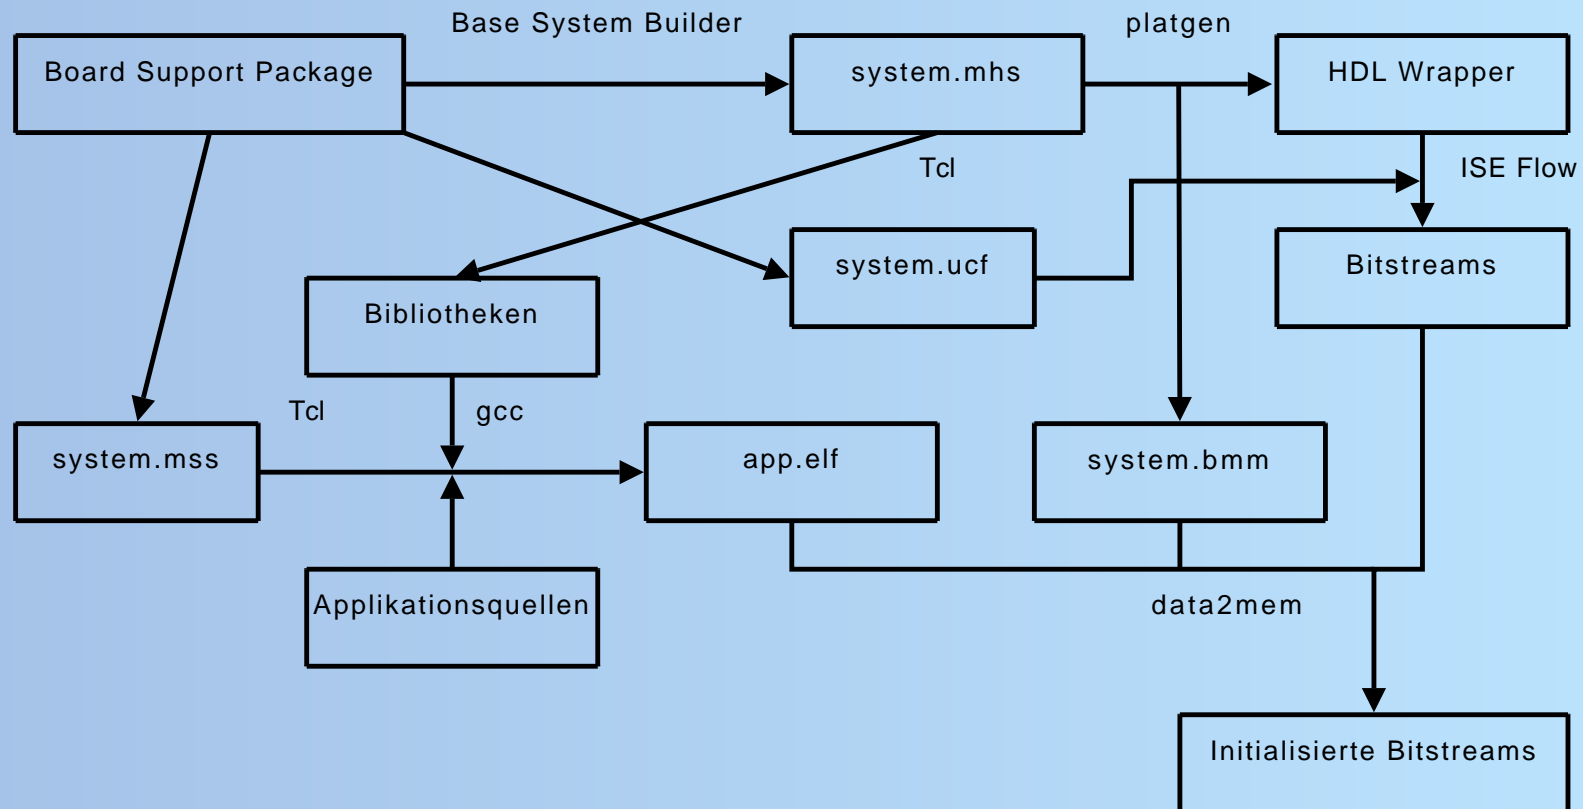 Base System Builder
platgen
Board Support Package
system.mhs
HDL Wrapper
Tcl
ISE Flow
system.ucf
Bitstreams
Bibliotheken
Tcl
gcc
system.mss
app.elf
system.bmm
Applikationsquellen
data2mem
Initialisierte Bitstreams